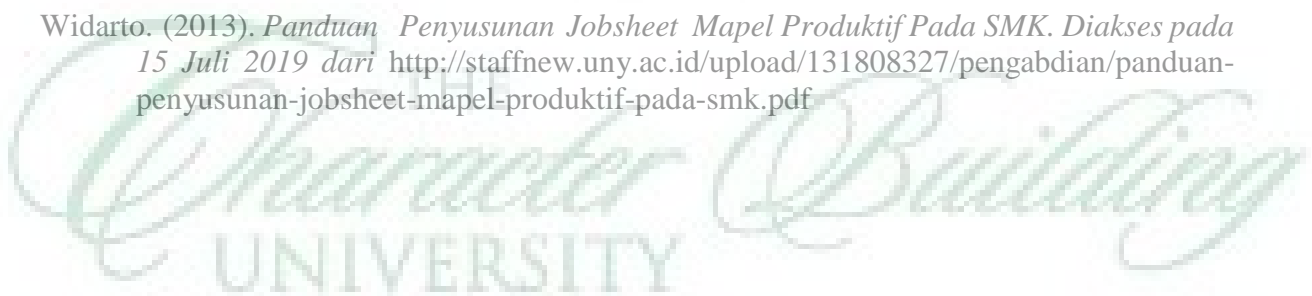 Widarto. (2013). Panduan Penyusunan Jobsheet Mapel Produktif Pada SMK. Diakses pada
15 Juli 2019 dari http://staffnew.uny.ac.id/upload/131808327/pengabdian/panduan-
penyusunan-jobsheet-mapel-produktif-pada-smk.pdf
THE
Character Building
UNIVERSITY